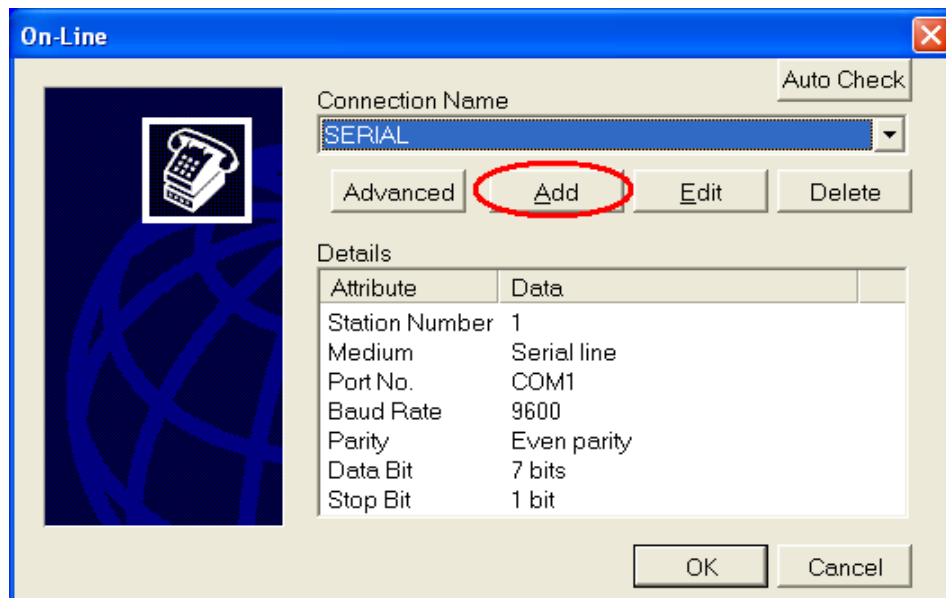 On-Line
Auto Check
Connection Name
SERIAL
Advanced Add Edit Delete
Details
Attribute Data
Station Number 1
Medium Serial line
Port No. COM1
Baud Rate 9600
Parity Even parity
Data Bit 7 bits
Stop Bit 1 bit
OK Cancel